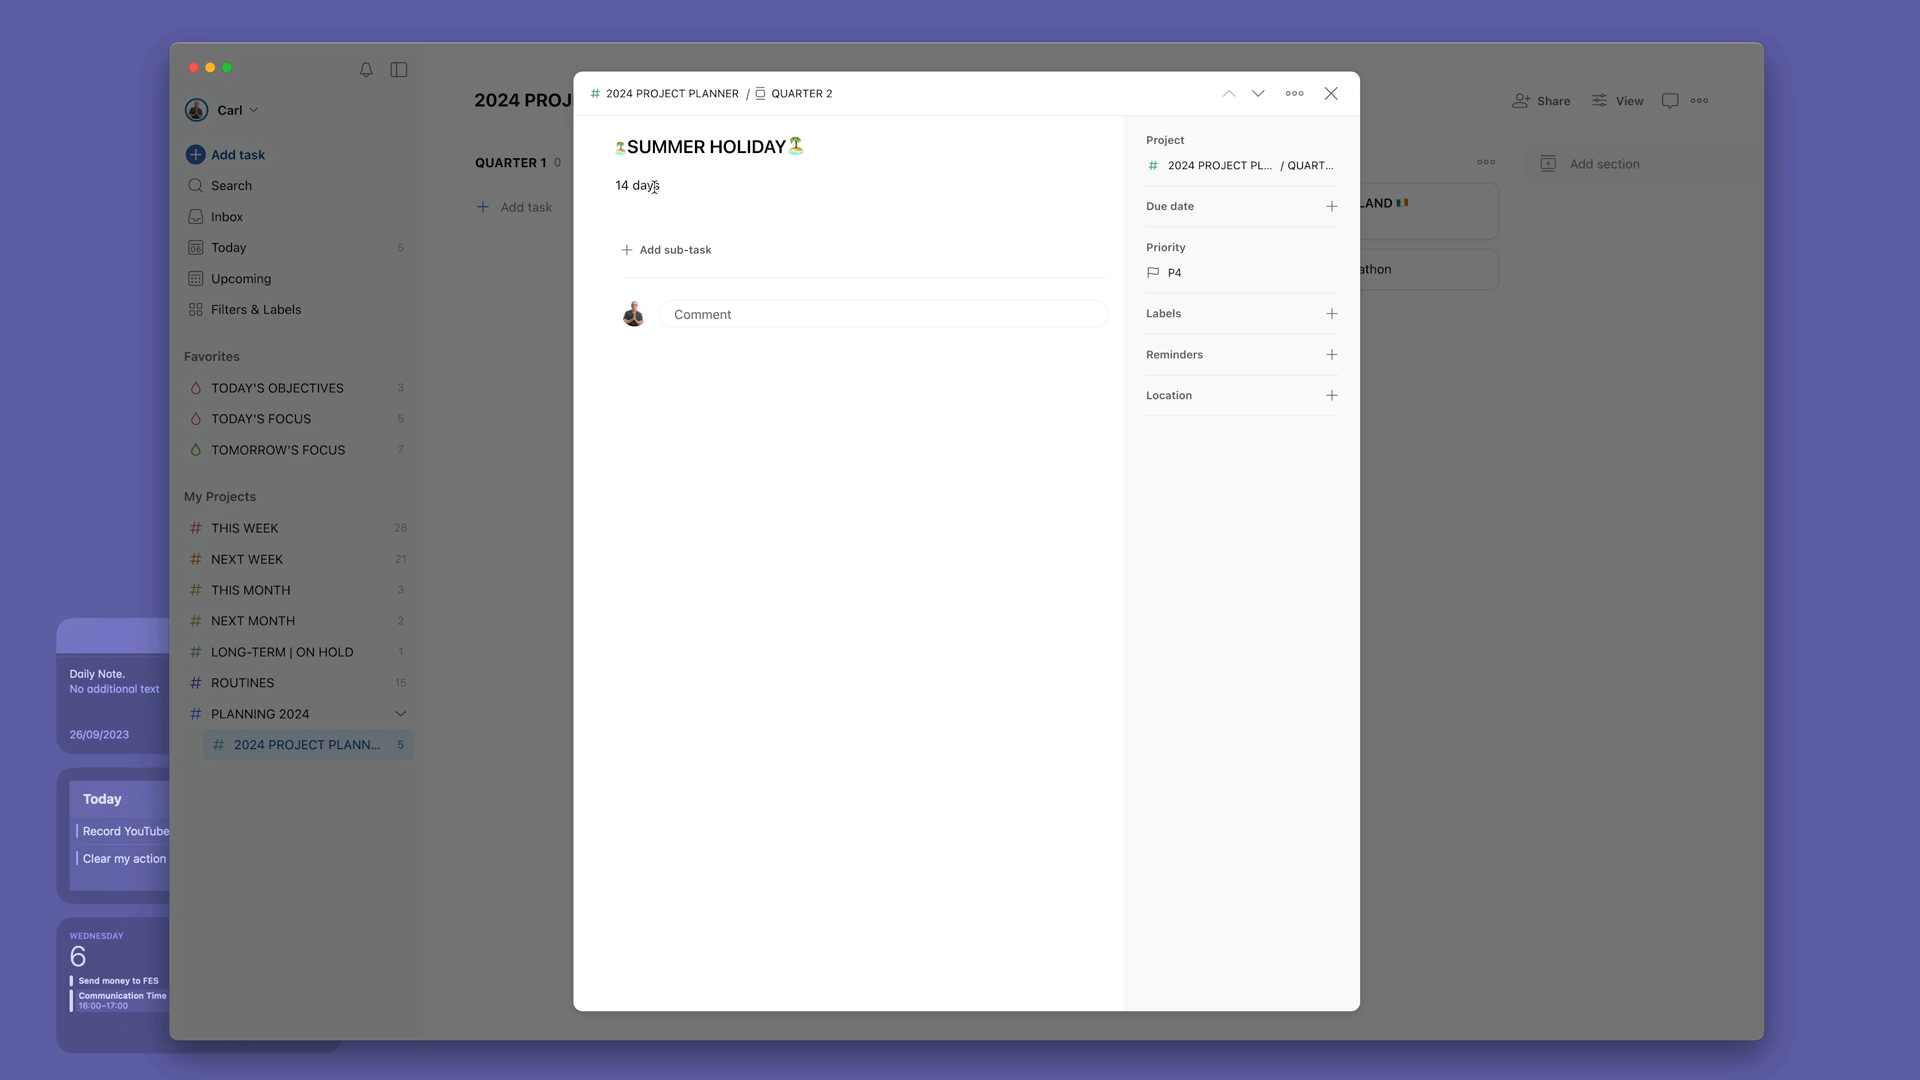 Carl
Add task
Search
Inbox
Today 5
Upcoming
Filters & Labels
Favorites
TODAY'S OBJECTIVES 3
TODAY'S FOCUS 5
TOMORROW'S FOCUS 7
My Projects
THIS WEEK 28
NEXT WEEK 21
THIS MONTH 3
NEXT MONTH 2
LONG-TERM | ON HOLD 1
ROUTINES 15
PLANNING 2024
2024 PROJECT PLANN... 5
2024 PROJ
QUARTER 1 0
Add task
# 2024 PROJECT PLANNER / QUARTER 2
🏝️SUMMER HOLIDAY🏝️
14 days
Add sub-task
Comment
Project
# 2024 PROJECT PL... / QUART...
Due date
Priority
P4
Labels
Reminders
Location
Share
View
Add section
LAND 🇮🇪
athon
Daily Note.
No additional text
26/09/2023
Today
Record YouTube
Clear my action
WEDNESDAY
6
Send money to FES
Communication Time
16:00–17:00